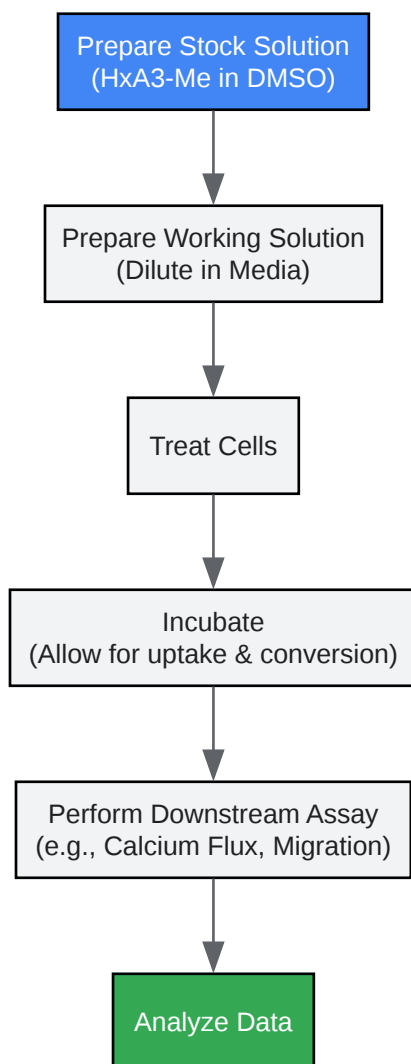 Prepare Stock Solution
(HxA3-Me in DMSO)
Prepare Working Solution
(Dilute in Media)
Treat Cells
Incubate
(Allow for uptake & conversion)
Perform Downstream Assay
(e.g., Calcium Flux, Migration)
Analyze Data